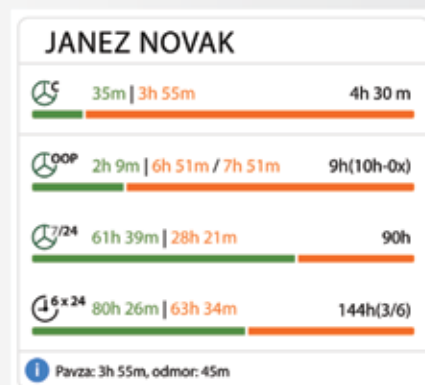 JANEZ NOVAK
C 35m | 3h 55m 4h 30 m
OOP 2h 9m | 6h 51m / 7h 51m 9h(10h-0x)
7/24 61h 39m | 28h 21m 90h
6 x 24 80h 26m | 63h 34m 144h(3/6)
i Pavza: 3h 55m, odmor: 45m